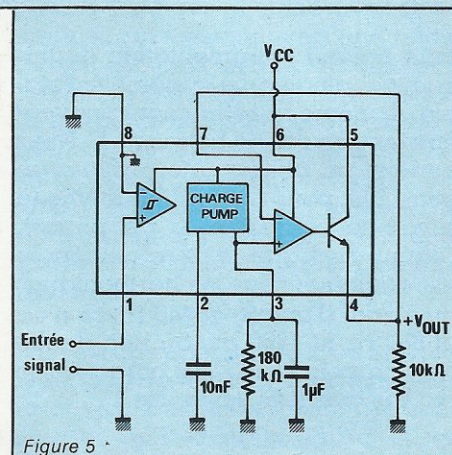 VCC
8 7 6 5
CHARGE
PUMP
1 2 3 4
Entrée
signal
10nF
180
kΩ
1µF
+VOUT
10kΩ
Figure 5